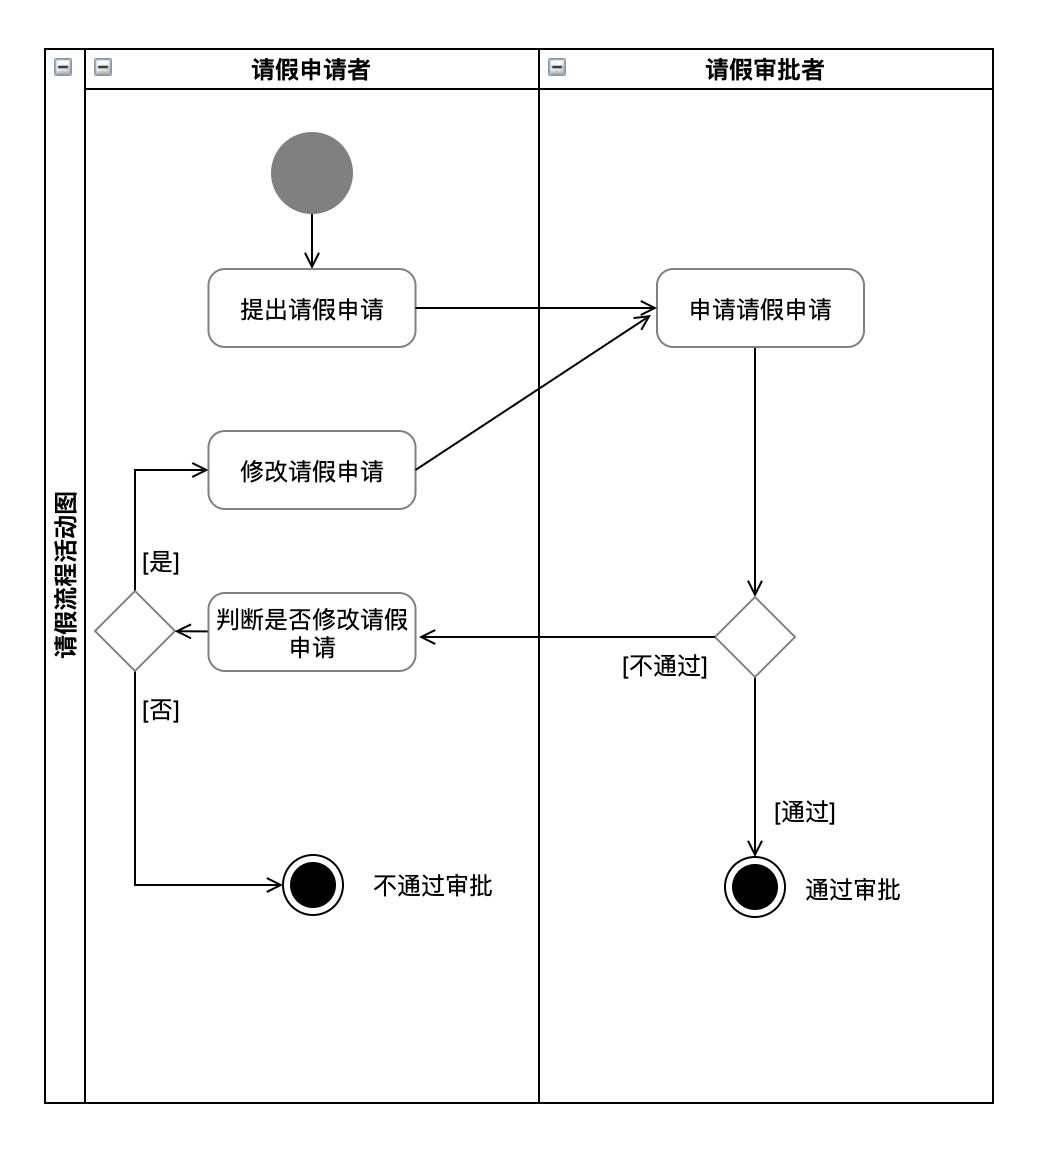 请假申请者
请假审批者
请假流程活动图
提出请假申请
申请请假申请
修改请假申请
[是]
判断是否修改请假
申请
[不通过]
[否]
[通过]
不通过审批
通过审批